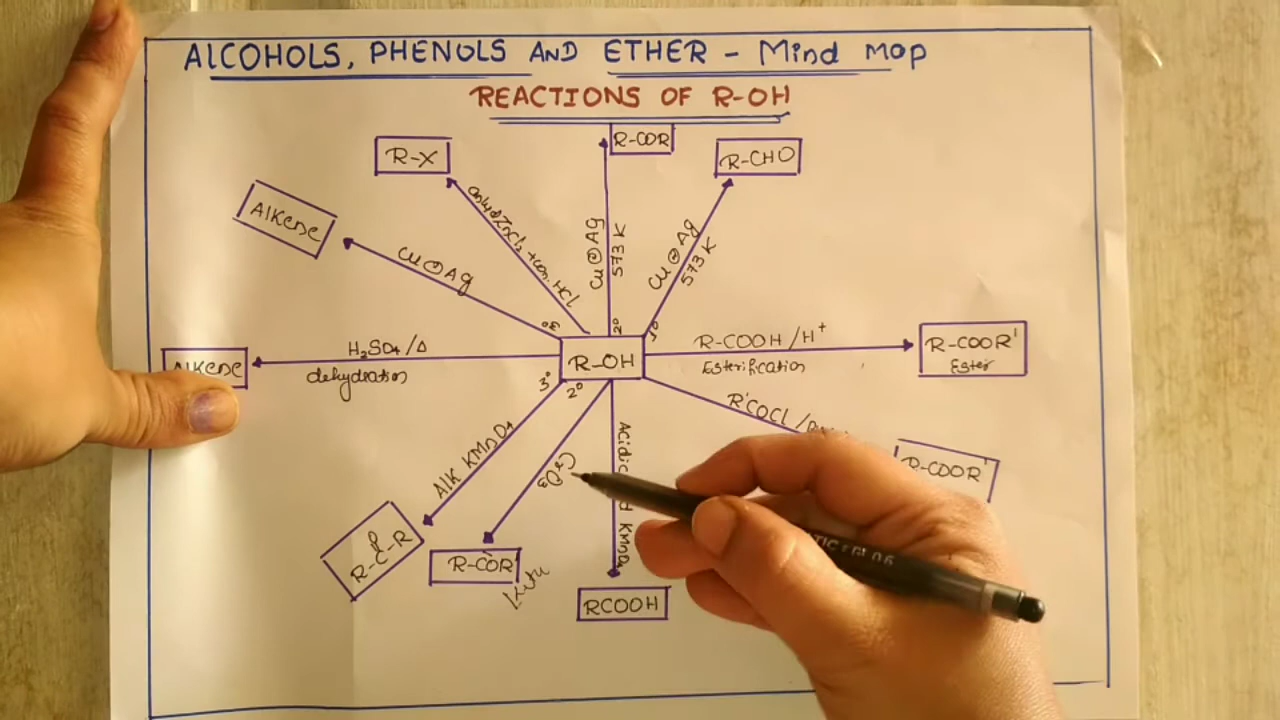 ALCOHOLS, PHENOLS AND ETHER - Mind map
REACTIONS OF R-OH
R-COR
R-X
R-CHO
Alkene
anhyd ZnCl2 + con. HCl
Cu @ Ag
573 K
Cu @ Ag
573 K
Cu @ Ag
3°
2°
1°
R-OH
H2SO4/Δ
dehydration
Alkene
R-COOH/H+
Esterification
R-COOR'
Ester
3°
2°
R'COCl /
R-COOR'
Alk KMnO4
CrO3
Acidic
KMnO4
O
R-C-R
R-COR'
RCOOH